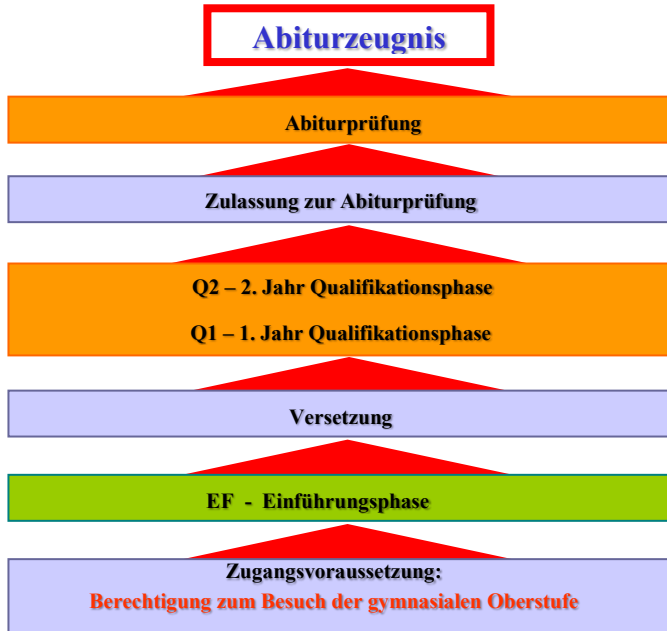 Abiturzeugnis
Abiturprüfung
Zulassung zur Abiturprüfung
Q2 – 2. Jahr Qualifikationsphase
Q1 – 1. Jahr Qualifikationsphase
Versetzung
EF - Einführungsphase
Zugangsvoraussetzung:
Berechtigung zum Besuch der gymnasialen Oberstufe